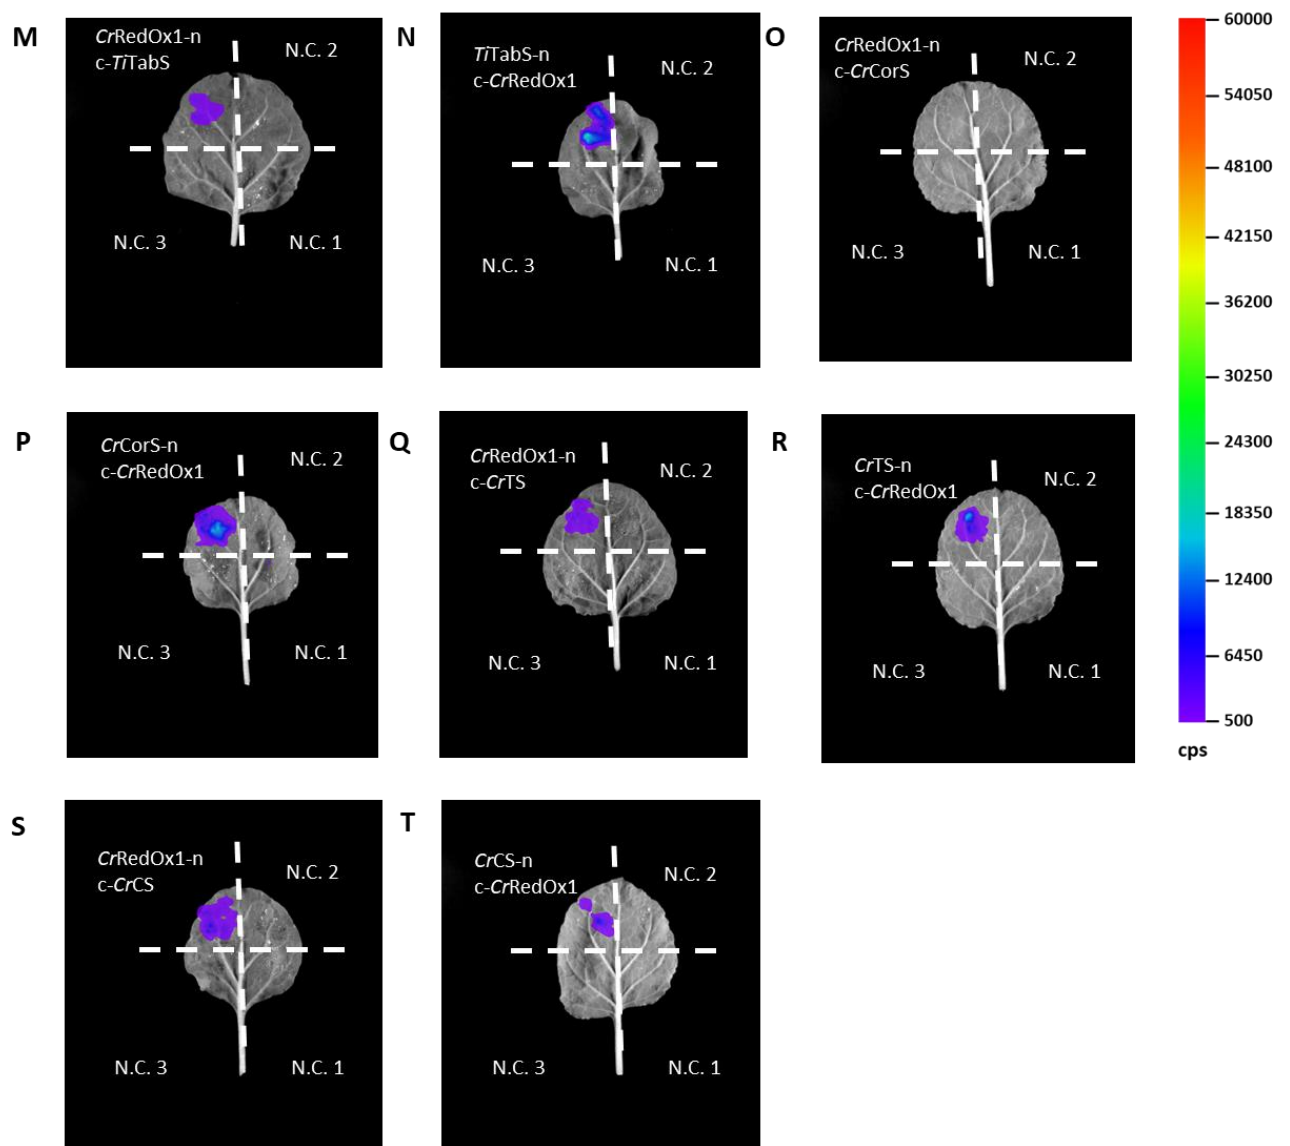 M
CrRedOx1-n
c-TiTabS
N.C. 2
N.C. 3
N.C. 1
N
TiTabS-n
c-CrRedOx1
N.C. 2
N.C. 3
N.C. 1
O
CrRedOx1-n
c-CrCorS
N.C. 2
N.C. 3
N.C. 1
P
CrCorS-n
c-CrRedOx1
N.C. 2
N.C. 3
N.C. 1
Q
CrRedOx1-n
c-CrTS
N.C. 2
N.C. 3
N.C. 1
R
CrTS-n
c-CrRedOx1
N.C. 2
N.C. 3
N.C. 1
S
CrRedOx1-n
c-CrCS
N.C. 2
N.C. 3
N.C. 1
T
CrCS-n
c-CrRedOx1
N.C. 2
N.C. 3
N.C. 1
60000
54050
48100
42150
36200
30250
24300
18350
12400
6450
500
cps